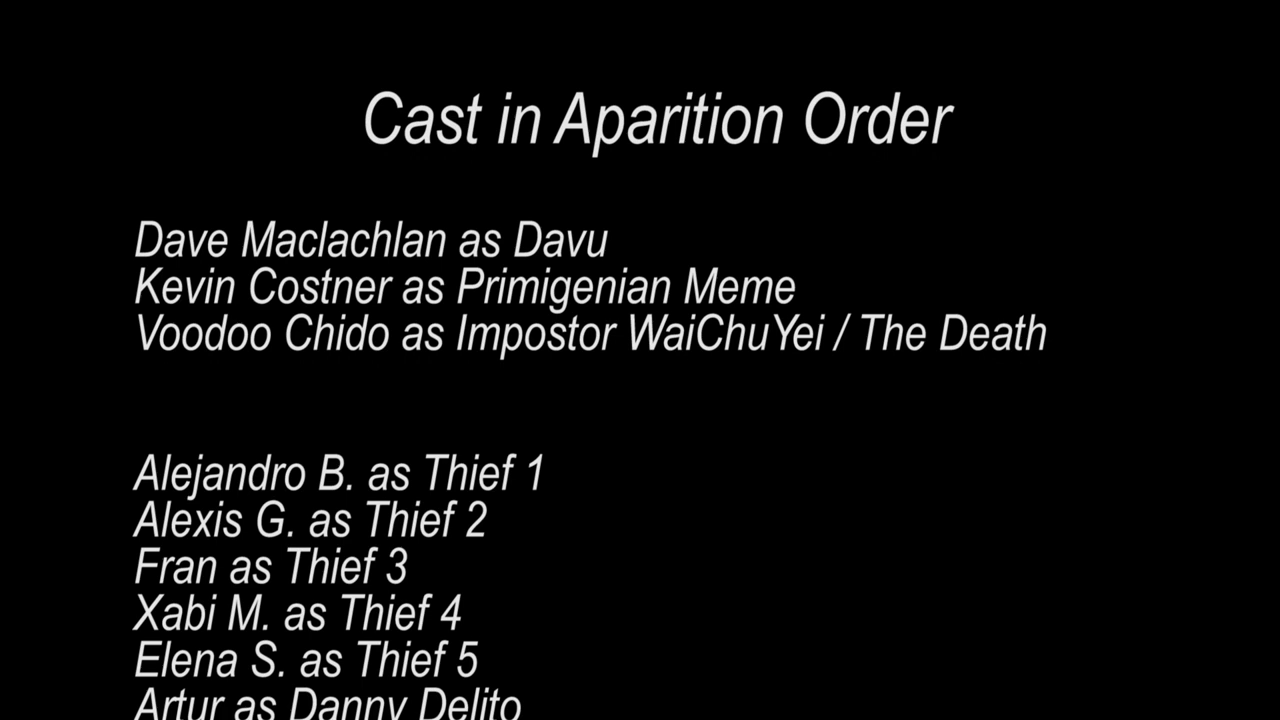 Cast in Aparition Order
Dave Maclachlan as Davu
Kevin Costner as Primigenian Meme
Voodoo Chido as Impostor WaiChuYei / The Death
Alejandro B. as Thief 1
Alexis G. as Thief 2
Fran as Thief 3
Xabi M. as Thief 4
Elena S. as Thief 5
Artur as Danny Delito